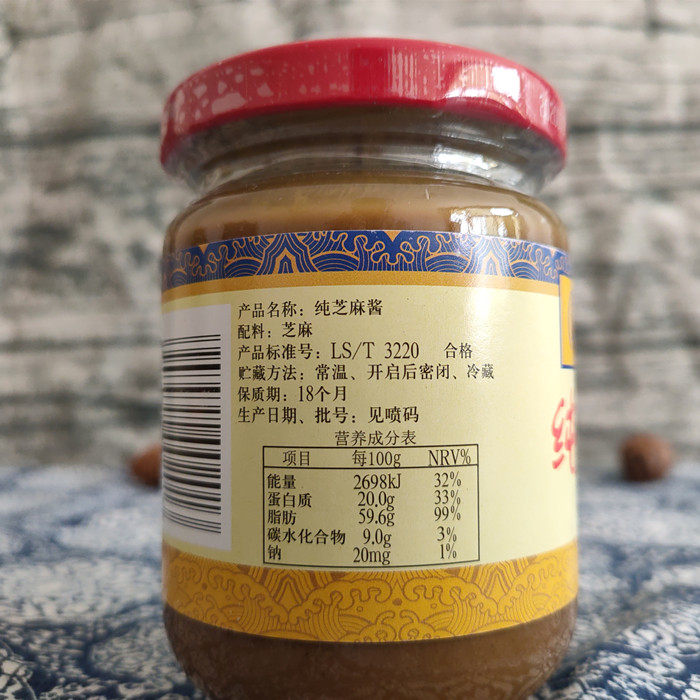 产品名称：纯芝麻酱
配料：芝麻
产品标准号：LS/T 3220 合格
贮藏方法：常温、开启后密闭、冷藏
保质期：18个月
生产日期、批号：见喷码
营养成分表
项目 每100g NRV%
能量 2698kJ 32%
蛋白质 20.0g 33%
脂肪 59.6g 99%
碳水化合物 9.0g 3%
钠 20mg 1%
纯